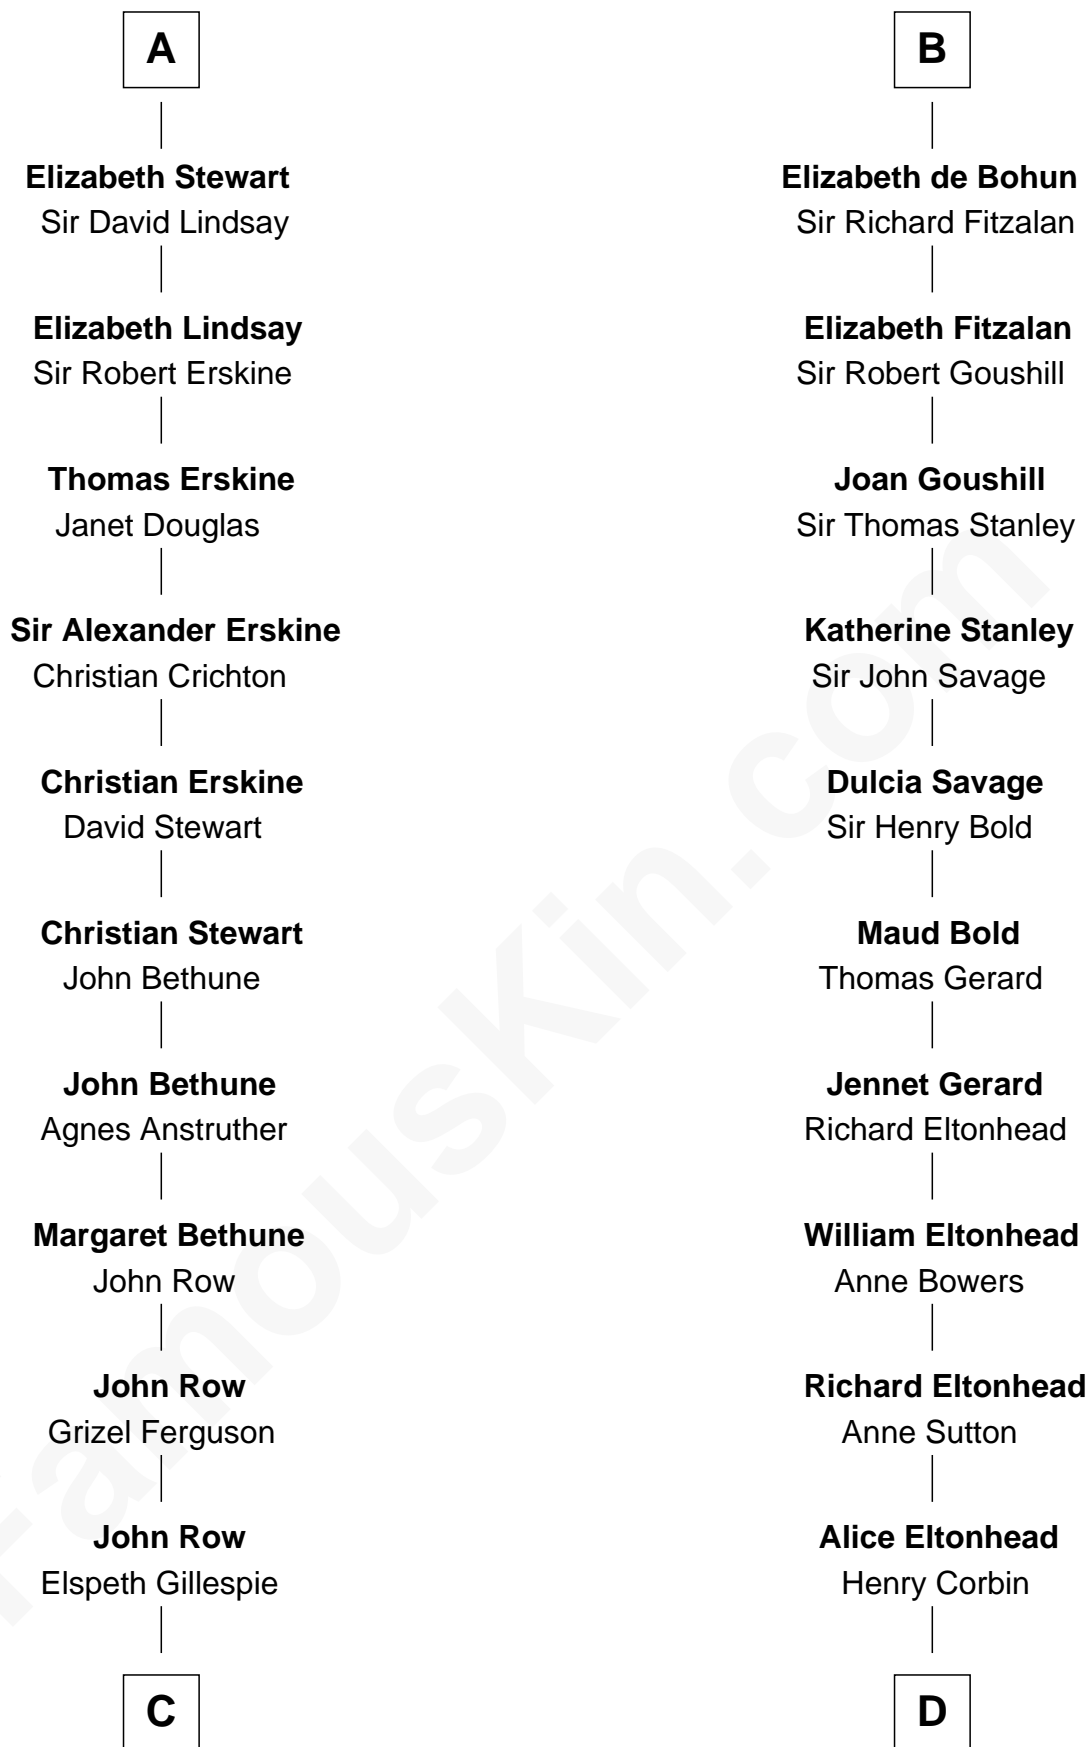 A
Elizabeth Stewart
Sir David Lindsay
Elizabeth Lindsay
Sir Robert Erskine
Thomas Erskine
Janet Douglas
Sir Alexander Erskine
Christian Crichton
Christian Erskine
David Stewart
Christian Stewart
John Bethune
John Bethune
Agnes Anstruther
Margaret Bethune
John Row
John Row
Grizel Ferguson
John Row
Elspeth Gillespie
C
B
Elizabeth de Bohun
Sir Richard Fitzalan
Elizabeth Fitzalan
Sir Robert Goushill
Joan Goushill
Sir Thomas Stanley
Katherine Stanley
Sir John Savage
Dulcia Savage
Sir Henry Bold
Maud Bold
Thomas Gerard
Jennet Gerard
Richard Eltonhead
William Eltonhead
Anne Bowers
Richard Eltonhead
Anne Sutton
Alice Eltonhead
Henry Corbin
D
FamousKin.com